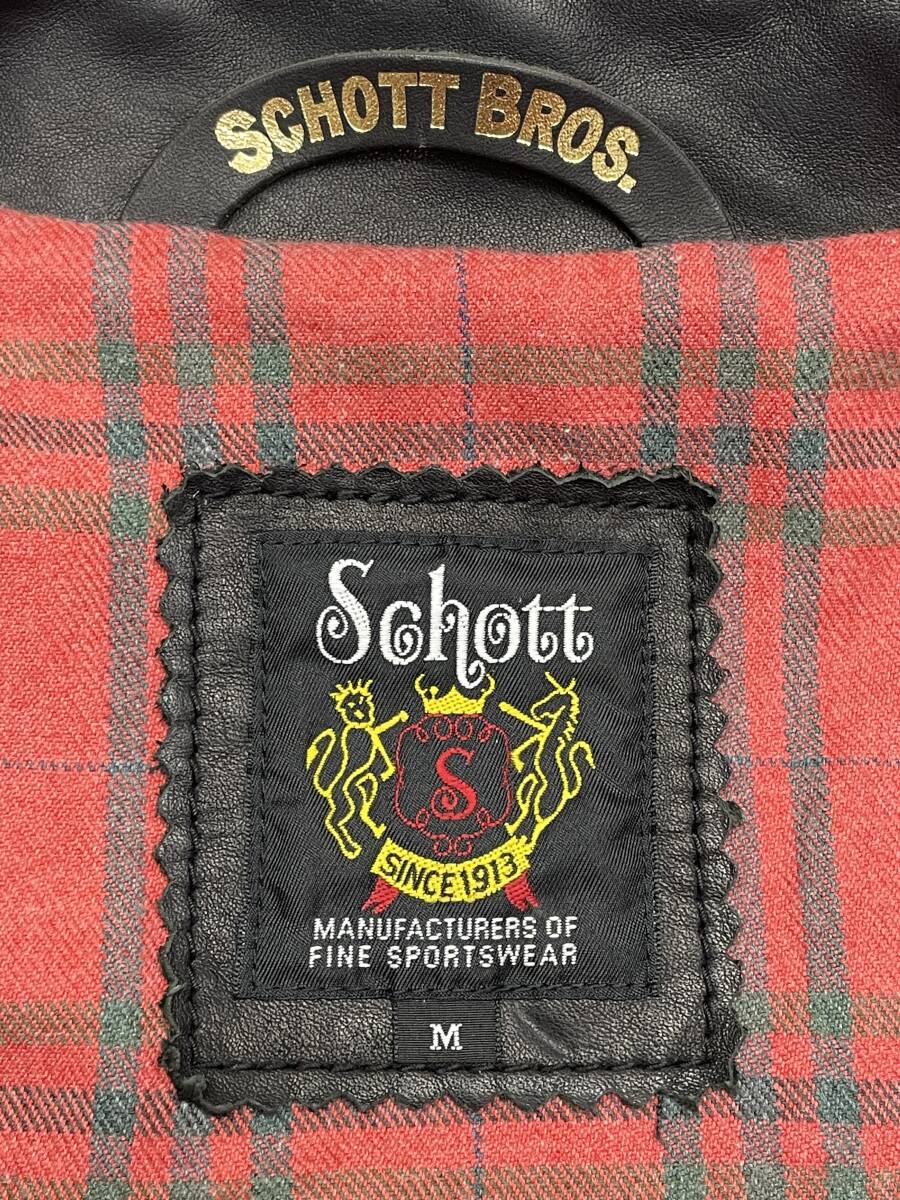 SCHOTT BROS.
Schott
S
SINCE 1913
MANUFACTURERS OF
FINE SPORTSWEAR
M